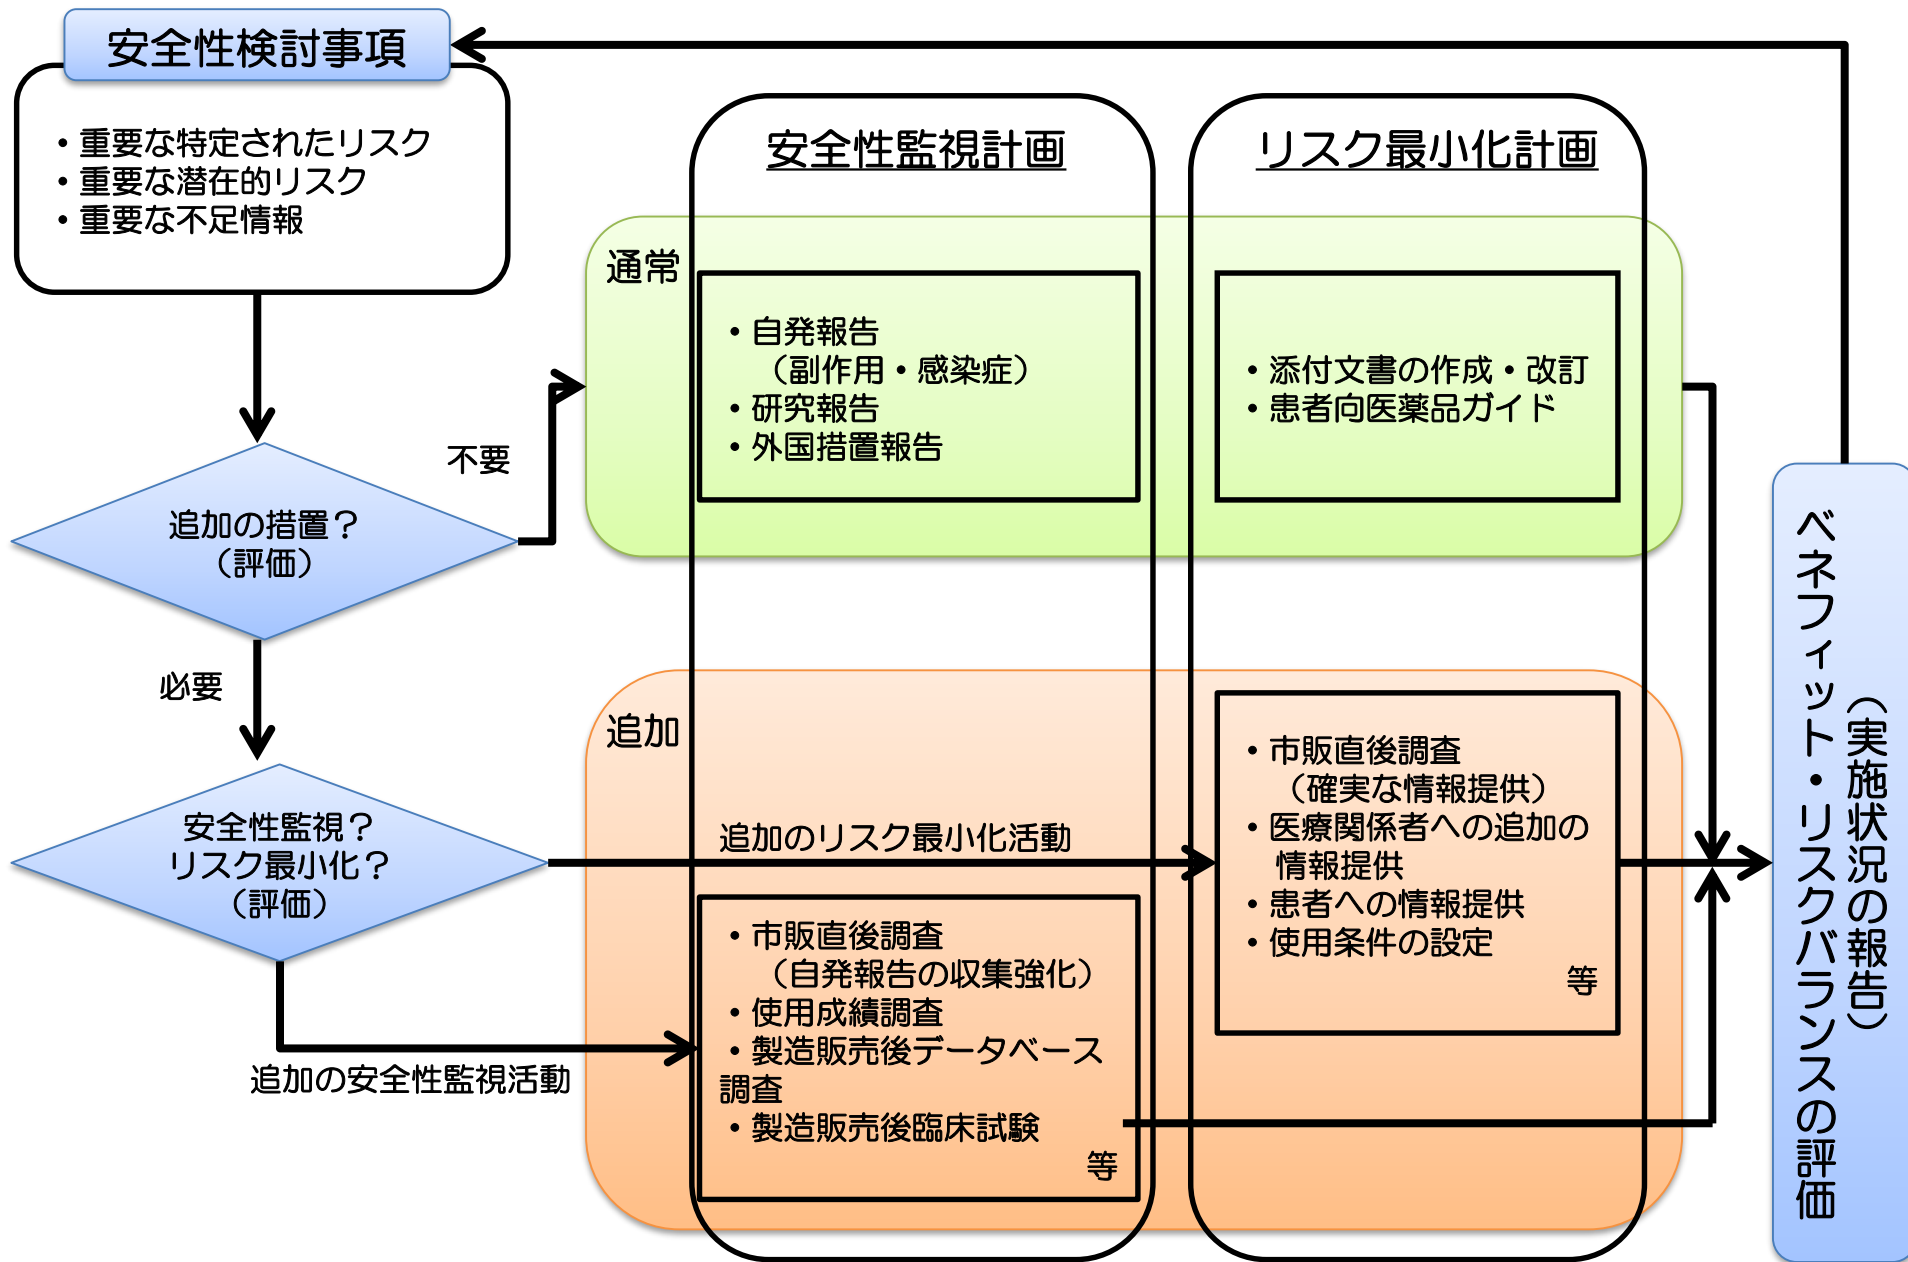 安全性検討事項
・重要な特定されたリスク
・重要な潜在的リスク
・重要な不足情報
安全性監視計画
リスク最小化計画
通常
・自発報告
（副作用・感染症）
・研究報告
・外国措置報告
・添付文書の作成・改訂
・患者向医薬品ガイド
不要
追加の措置？
（評価）
必要
安全性監視？
リスク最小化？
（評価）
追加
追加のリスク最小化活動
追加の安全性監視活動
・市販直後調査
（自発報告の収集強化）
・使用成績調査
・製造販売後データベース
調査
・製造販売後臨床試験
等
・市販直後調査
（確実な情報提供）
・医療関係者への追加の
情報提供
・患者への情報提供
・使用条件の設定
等
ベネフィット・リスクバランスの評価
（実施状況の報告）